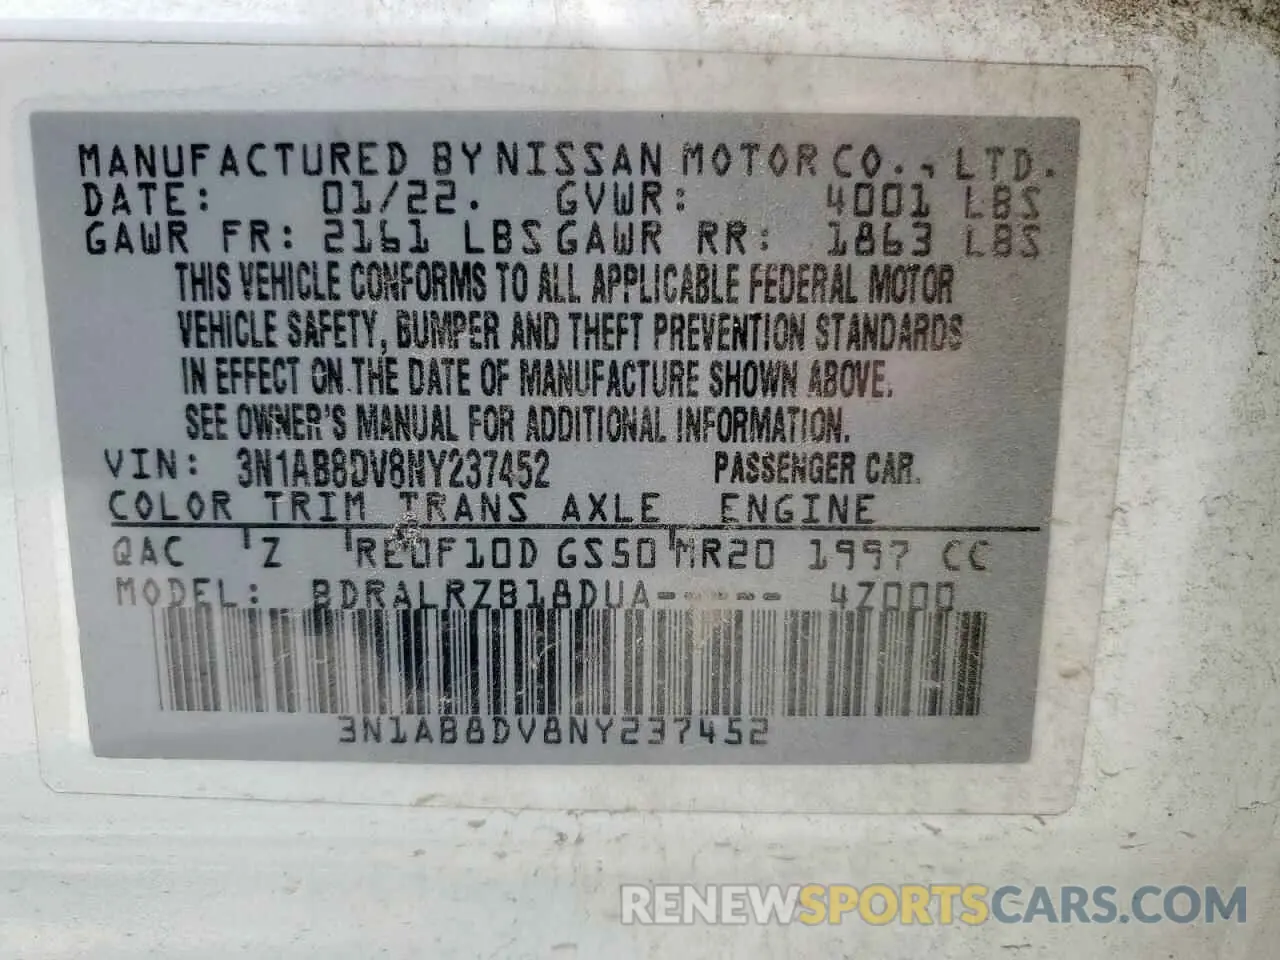 MANUFACTURED BY NISSAN MOTOR CO., LTD.
DATE: 01/22. GVWR: 4001 LBS
GAWR FR: 2161 LBS GAWR RR: 1863 LBS
THIS VEHICLE CONFORMS TO ALL APPLICABLE FEDERAL MOTOR
VEHICLE SAFETY, BUMPER AND THEFT PREVENTION STANDARDS
IN EFFECT ON THE DATE OF MANUFACTURE SHOWN ABOVE.
SEE OWNER'S MANUAL FOR ADDITIONAL INFORMATION.
VIN: 3N1AB8DV8NY237452 PASSENGER CAR.
COLOR TRIM TRANS AXLE ENGINE
QAC Z RE0F10D GS50 MR20 1997 CC
MODEL: BDRALRZB18DUA----- 4Z000
3N1AB8DV8NY237452
RENEWSPORTSCARS.COM